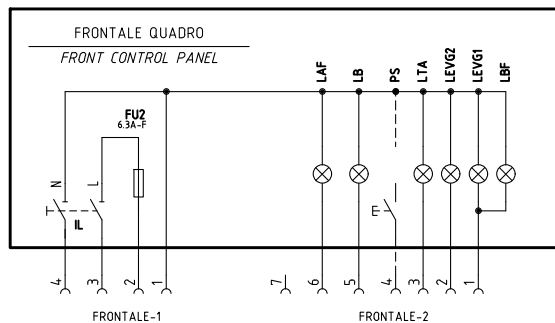 FRONTALE QUADRO
FRONT CONTROL PANEL
LAF
LB
PS
LTA
LEVG2
LEVG1
LBF
FU2
6.3A-F
N
L
IL
4
3
2
1
7
6
5
4
3
2
1
FRONTALE-1
FRONTALE-2